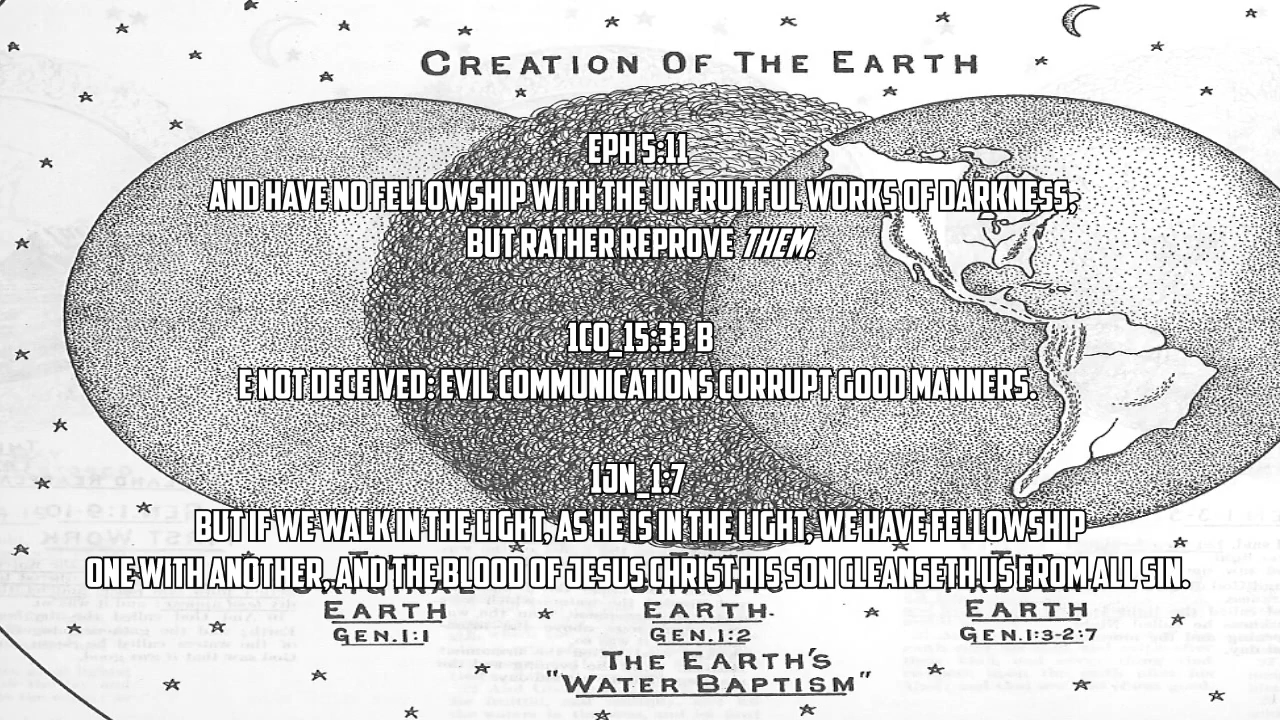 CREATION OF THE EARTH
EPH 5:11
AND HAVE NO FELLOWSHIP WITH THE UNFRUITFUL WORKS OF DARKNESS,
BUT RATHER REPROVE THEM.
1CO_15:33 B
E NOT DECEIVED: EVIL COMMUNICATIONS CORRUPT GOOD MANNERS.
1JN_1:7
BUT IF WE WALK IN THE LIGHT, AS HE IS IN THE LIGHT, WE HAVE FELLOWSHIP
ONE WITH ANOTHER, AND THE BLOOD OF JESUS CHRIST HIS SON CLEANSETH US FROM ALL SIN.
EARTH EARTH. EARTH
GEN.1:1 GEN.1:2 GEN.1:3-2:7
THE EARTH'S
"WATER BAPTISM"